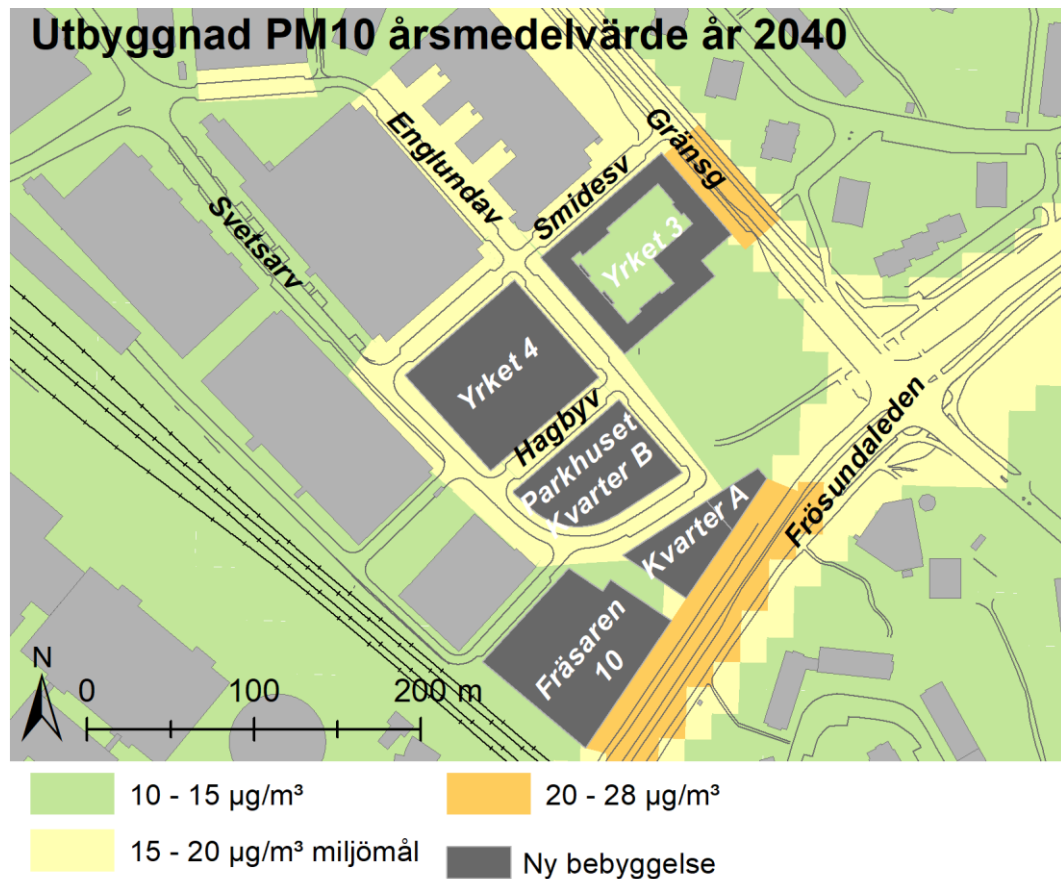 Utbyggnad PM10 årsmedelvärde år 2040
Gränsg
Englundav
Smidesv
Svetsarv
Yrket 3
Yrket 4
Hagbyv
Parkhuset
Kvarter B
Kvarter A
Frösundaleden
Fräsaren
10
N
0 100 200 m
10 - 15 µg/m³
20 - 28 µg/m³
15 - 20 µg/m³ miljömål
Ny bebyggelse